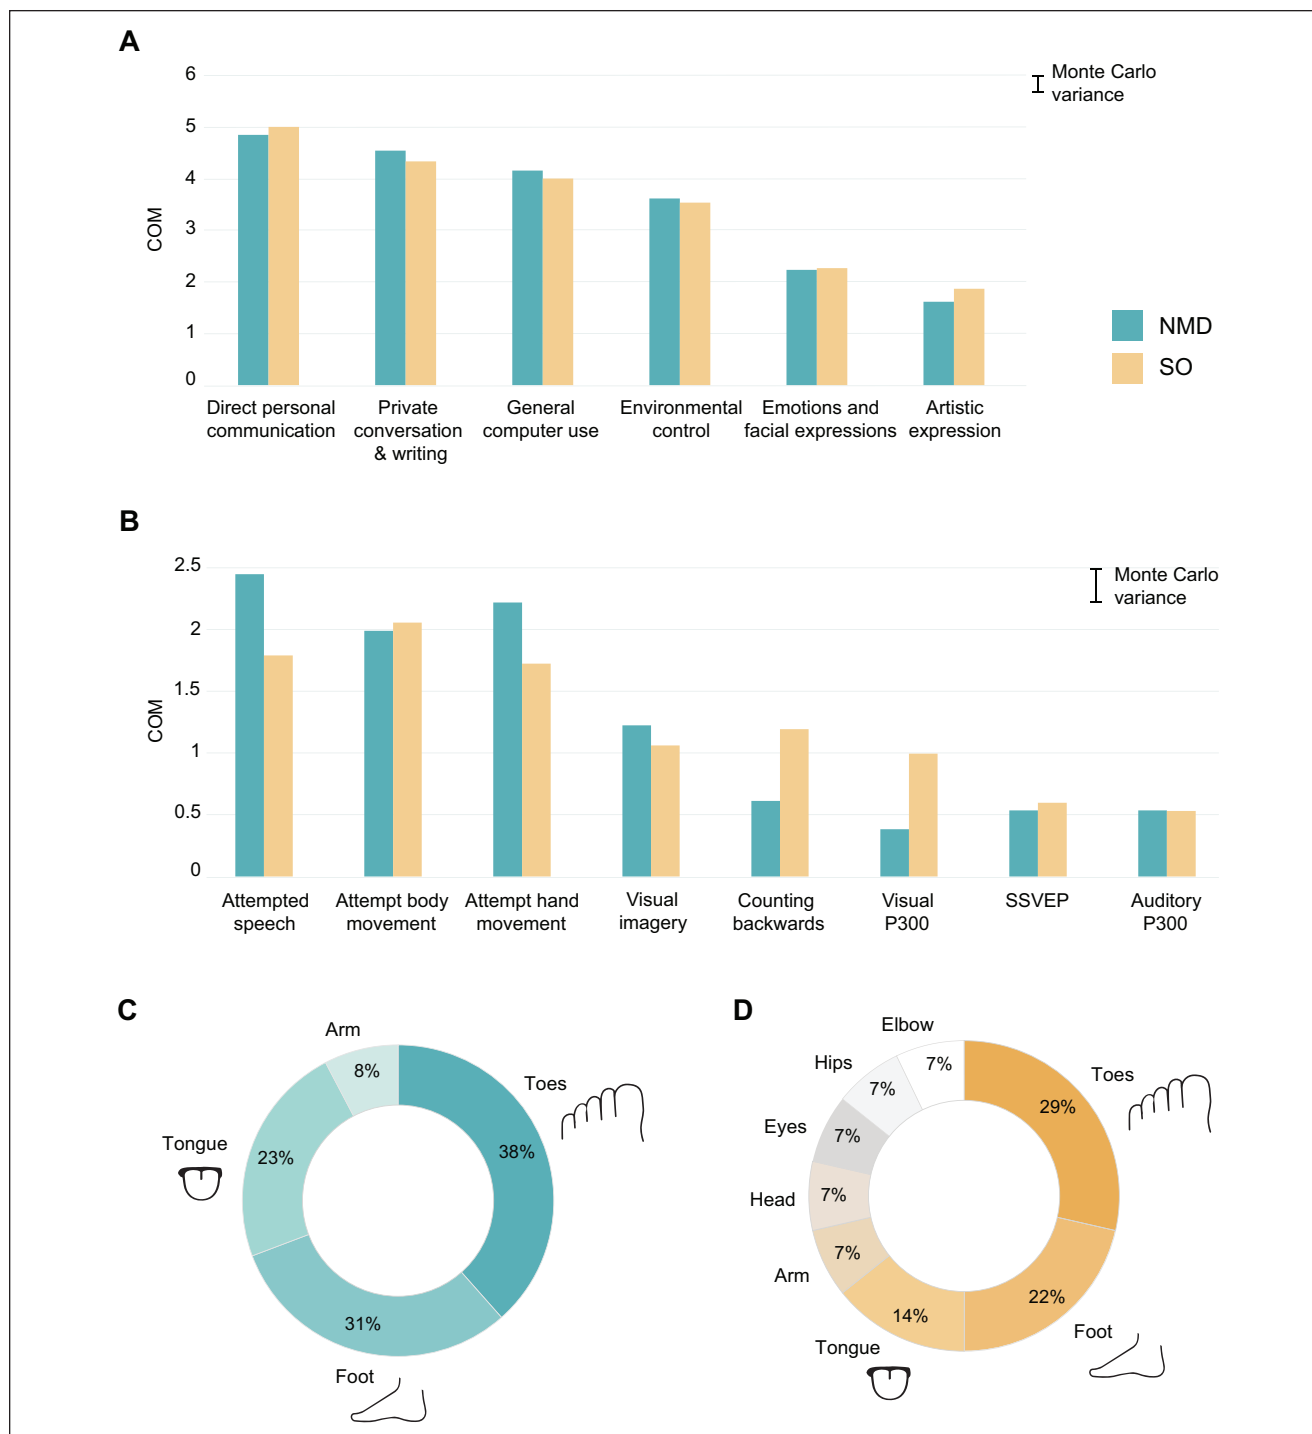 A
6
5
4
3
2
1
0
COM
Monte Carlo
variance
Direct personal
communication
Private
conversation
& writing
General
computer use
Environmental
control
Emotions and
facial expressions
Artistic
expression
NMD
SO
B
2.5
2
1.5
1
0.5
0
COM
Monte Carlo
variance
Attempted
speech
Attempt body
movement
Attempt hand
movement
Visual
imagery
Counting
backwards
Visual
P300
SSVEP
Auditory
P300
C
Arm
8%
Toes
38%
Tongue
23%
31%
Foot
D
Elbow
7%
Hips
7%
Toes
29%
Eyes
7%
Head
7%
Arm
7%
14%
Tongue
22%
Foot